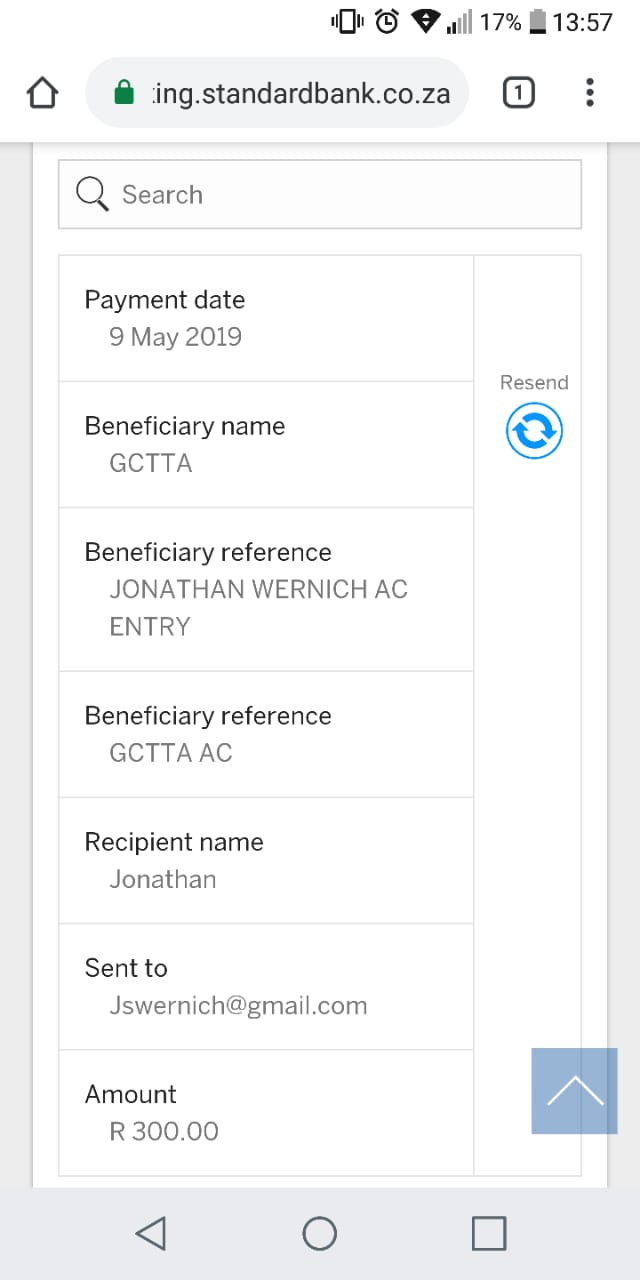 17% 13:57
:ing.standardbank.co.za 1
Search
Payment date
9 May 2019
Resend
Beneficiary name
GCTTA
Beneficiary reference
JONATHAN WERNICH AC
ENTRY
Beneficiary reference
GCTTA AC
Recipient name
Jonathan
Sent to
Jswernich@gmail.com
Amount
R 300.00